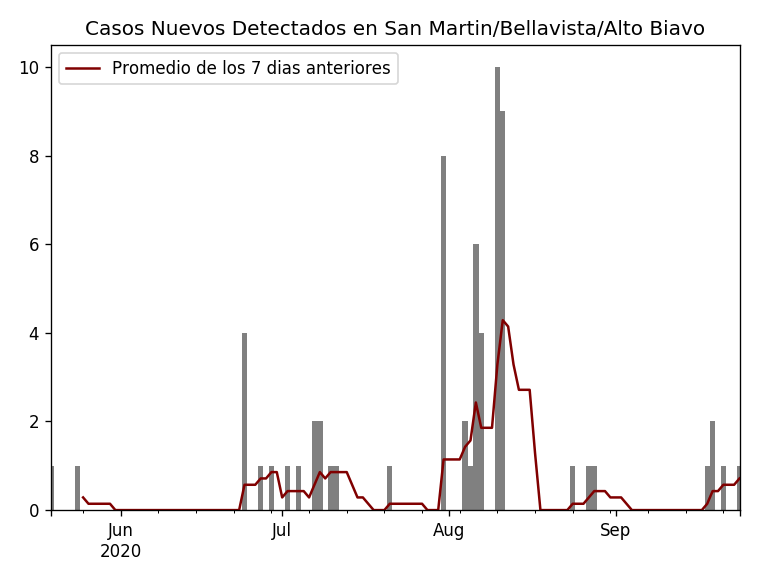 Casos Nuevos Detectados en San Martin/Bellavista/Alto Biavo
Promedio de los 7 dias anteriores
10
8
6
4
2
0
Jun Jul Aug Sep
2020